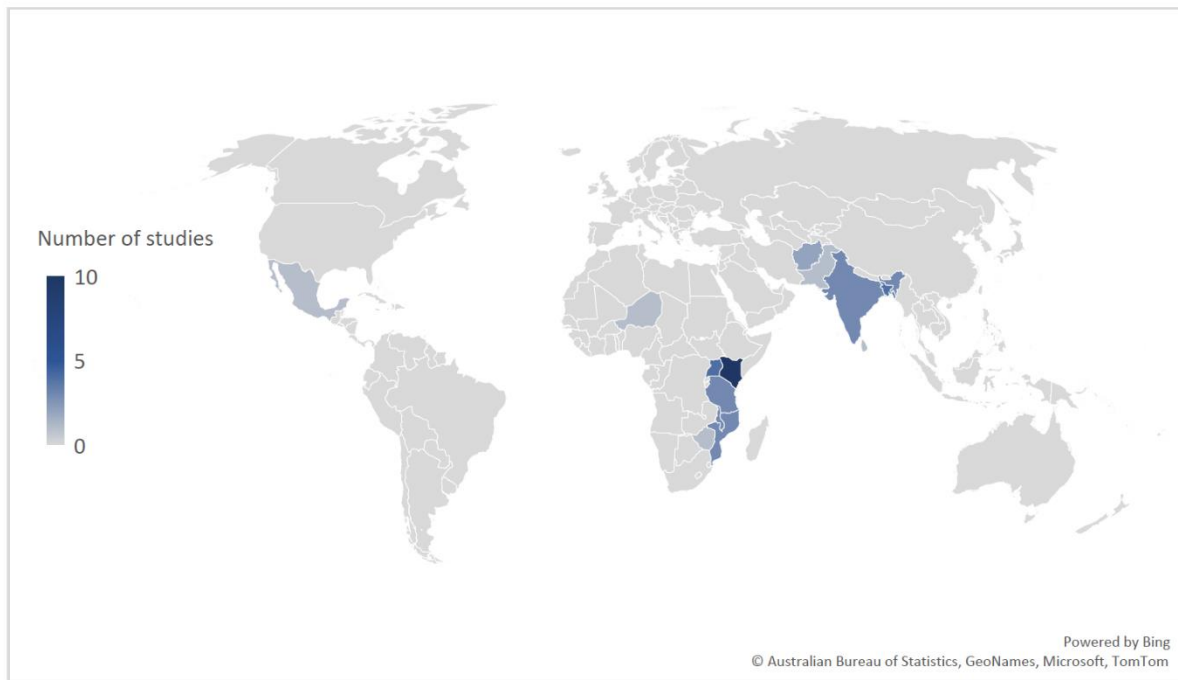 Number of studies
10
5
0
Powered by Bing
© Australian Bureau of Statistics, GeoNames, Microsoft, TomTom